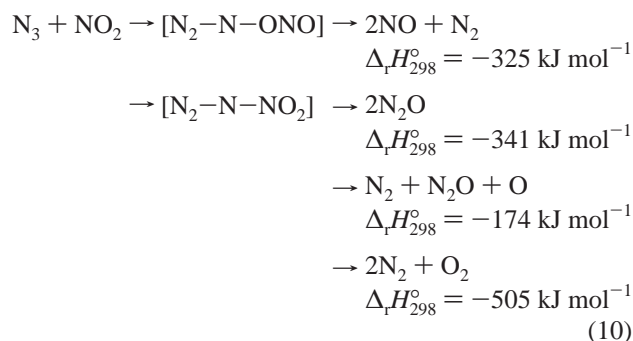 N₃ + NO₂ → [N₂−N−ONO] → 2NO + N₂
ΔᵣH°₂₉₈ = −325 kJ mol⁻¹
→ [N₂−N−NO₂] → 2N₂O
ΔᵣH°₂₉₈ = −341 kJ mol⁻¹
→ N₂ + N₂O + O
ΔᵣH°₂₉₈ = −174 kJ mol⁻¹
→ 2N₂ + O₂
ΔᵣH°₂₉₈ = −505 kJ mol⁻¹
(10)